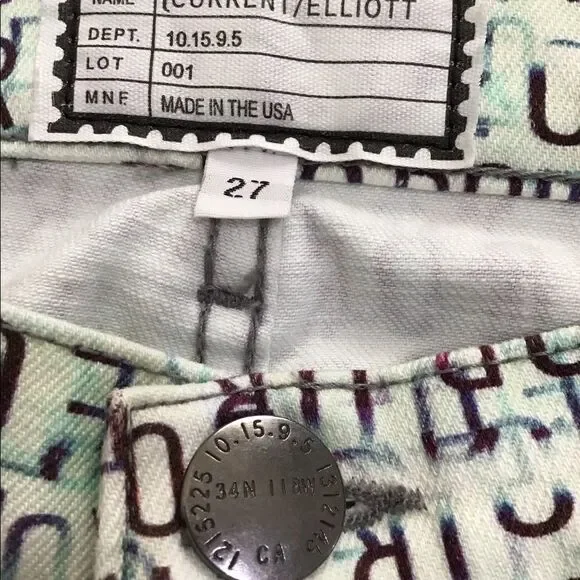 NAME (CURRENT/ELLIOTT
DEPT. 10.15.9.5
LOT 001
MNF. MADE IN THE USA
27
1215225 10.15.9.5
34N 118W
CA